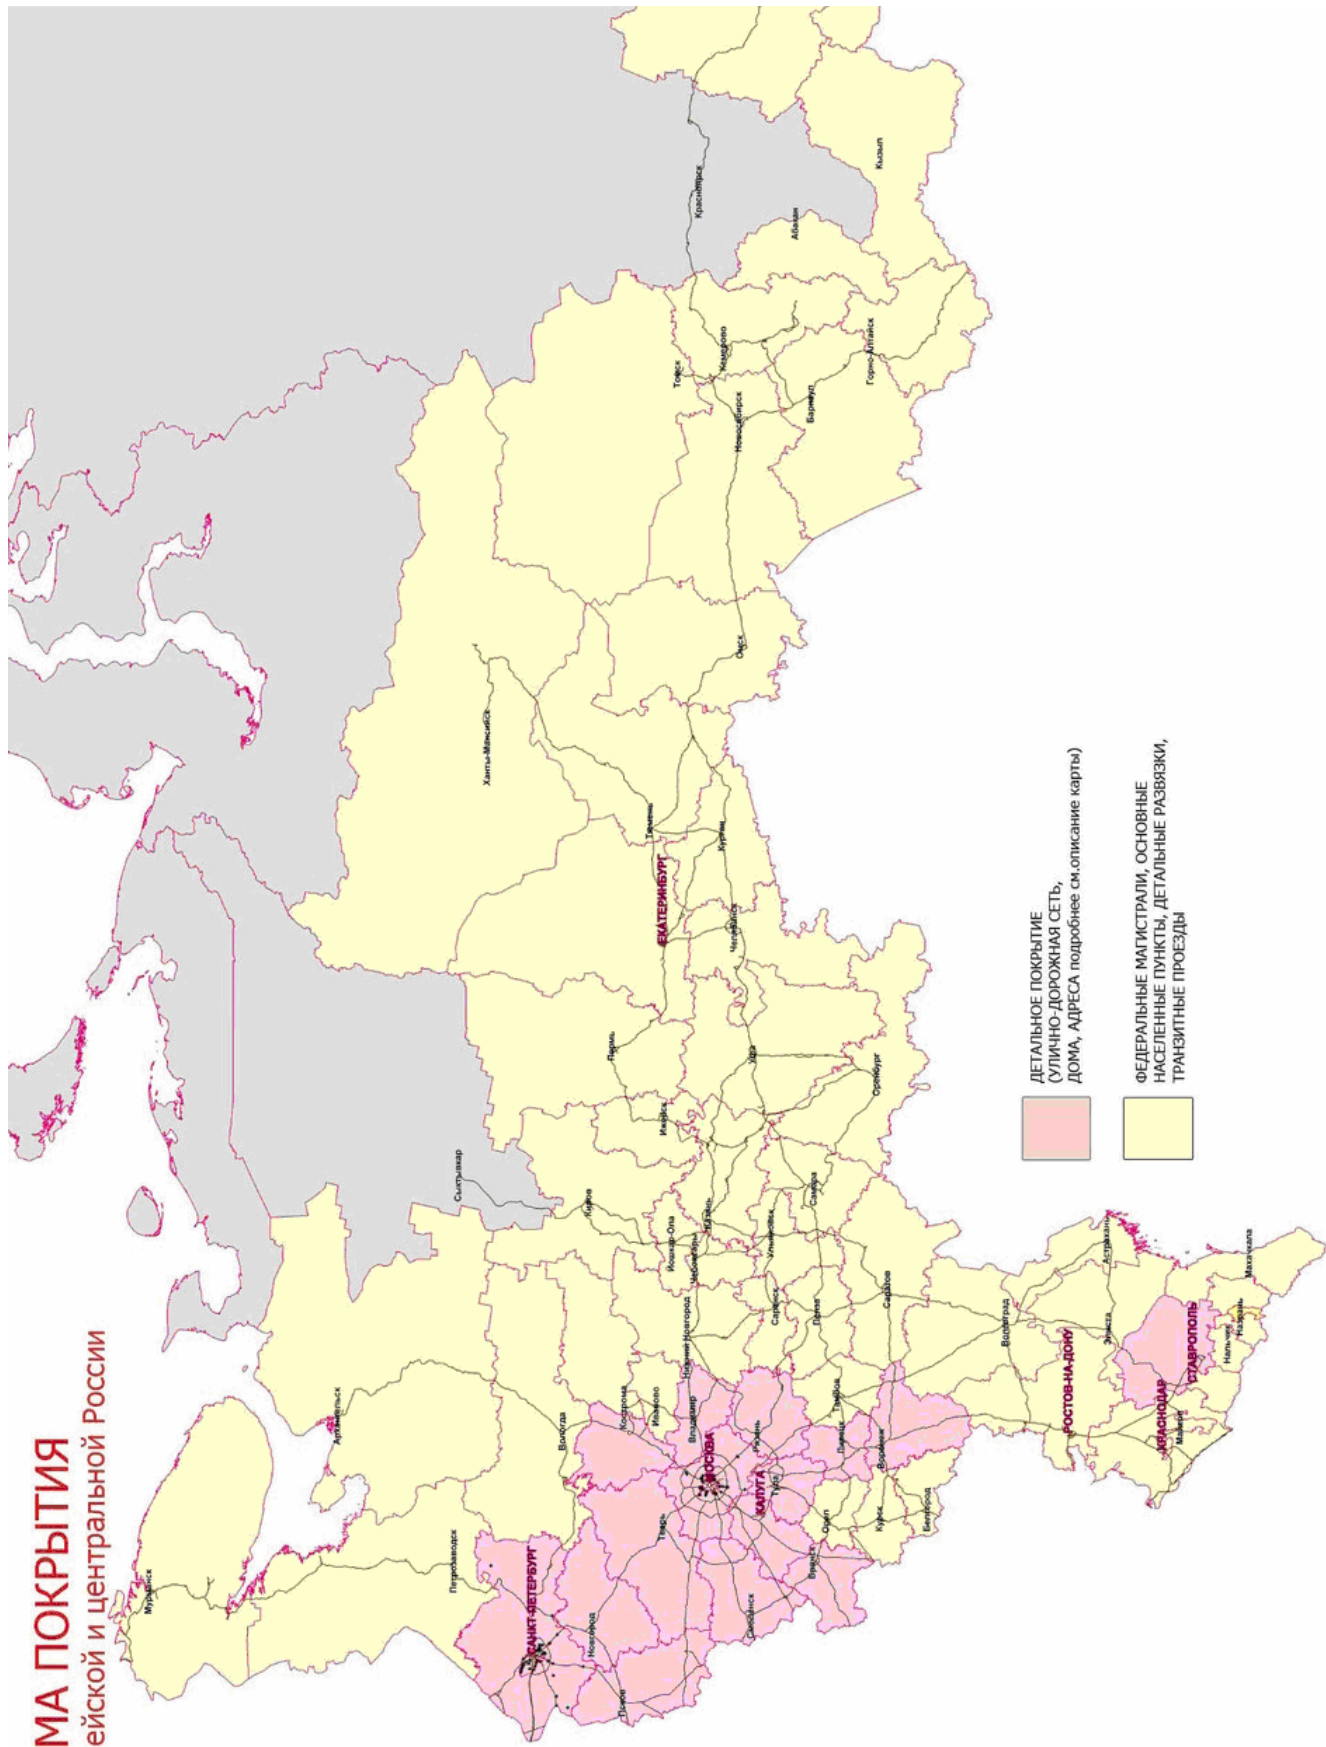 МА ПОКРЫТИЯ
ейской и центральной России
Мурманск
Архангельск
Петрозаводск
САНКТ-ПЕТЕРБУРГ
Новгород
Псков
Вологда
Сыктывкар
Киров
Кострома
Иваново
Тверь
Владимир
Нижний Новгород
МОСКВА
Йошкар-Ола
Чебоксары
Казань
Ижевск
Пермь
Ханты-Мансийск
ЕКАТЕРИНБУРГ
Тюмень
Курган
Челябинск
Уфа
Смоленск
КАЛУГА
Тула
Рязань
Саранск
Ульяновск
Брянск
Орел
Липецк
Тамбов
Пенза
Самара
Оренбург
Курск
Воронеж
Саратов
Белгород
Омск
Новосибирск
Томск
Кемерово
Красноярск
Барнаул
Абакан
Горно-Алтайск
Кызыл
Волгоград
РОСТОВ-НА-ДОНУ
Элиста
Астрахань
КРАСНОДАР
Майкоп
СТАВРОПОЛЬ
Нальчик
Назрань
Махачкала
ДЕТАЛЬНОЕ ПОКРЫТИЕ
(УЛИЧНО-ДОРОЖНАЯ СЕТЬ,
ДОМА, АДРЕСА подробнее см.описание карты)
ФЕДЕРАЛЬНЫЕ МАГИСТРАЛИ, ОСНОВНЫЕ
НАСЕЛЕННЫЕ ПУНКТЫ, ДЕТАЛЬНЫЕ РАЗВЯЗКИ,
ТРАНЗИТНЫЕ ПРОЕЗДЫ